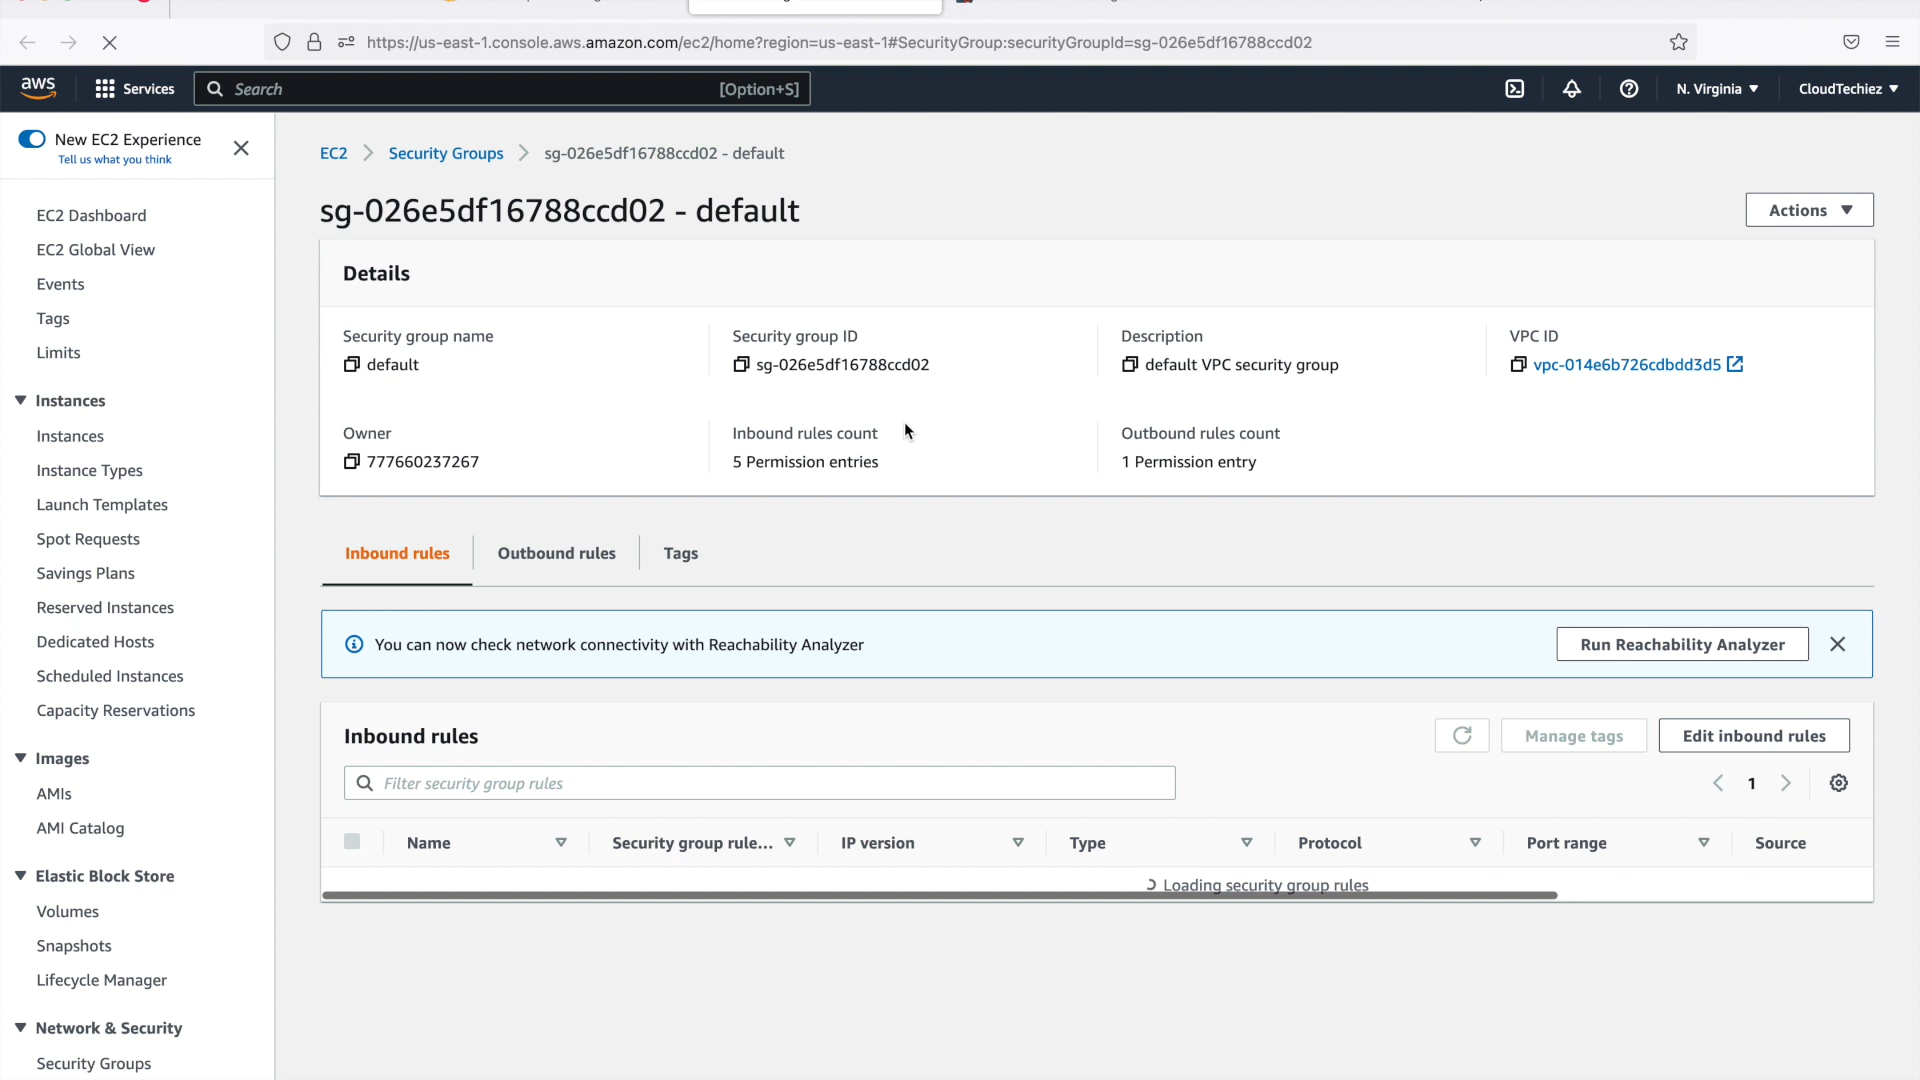 https://us-east-1.console.aws.amazon.com/ec2/home?region=us-east-1#SecurityGroup:securityGroupId=sg-026e5df16788ccd02
aws Services Search [Option+S] N. Virginia CloudTechiez
New EC2 Experience
Tell us what you think
EC2 Dashboard
EC2 Global View
Events
Tags
Limits
Instances
Instances
Instance Types
Launch Templates
Spot Requests
Savings Plans
Reserved Instances
Dedicated Hosts
Scheduled Instances
Capacity Reservations
Images
AMIs
AMI Catalog
Elastic Block Store
Volumes
Snapshots
Lifecycle Manager
Network & Security
Security Groups
EC2 > Security Groups > sg-026e5df16788ccd02 - default
sg-026e5df16788ccd02 - default
Actions
Details
Security group name
default
Security group ID
sg-026e5df16788ccd02
Description
default VPC security group
VPC ID
vpc-014e6b726cdbdd3d5
Owner
777660237267
Inbound rules count
5 Permission entries
Outbound rules count
1 Permission entry
Inbound rules Outbound rules Tags
You can now check network connectivity with Reachability Analyzer
Run Reachability Analyzer
Inbound rules
Manage tags Edit inbound rules
Filter security group rules
1
Name Security group rule... IP version Type Protocol Port range Source
Loading security group rules